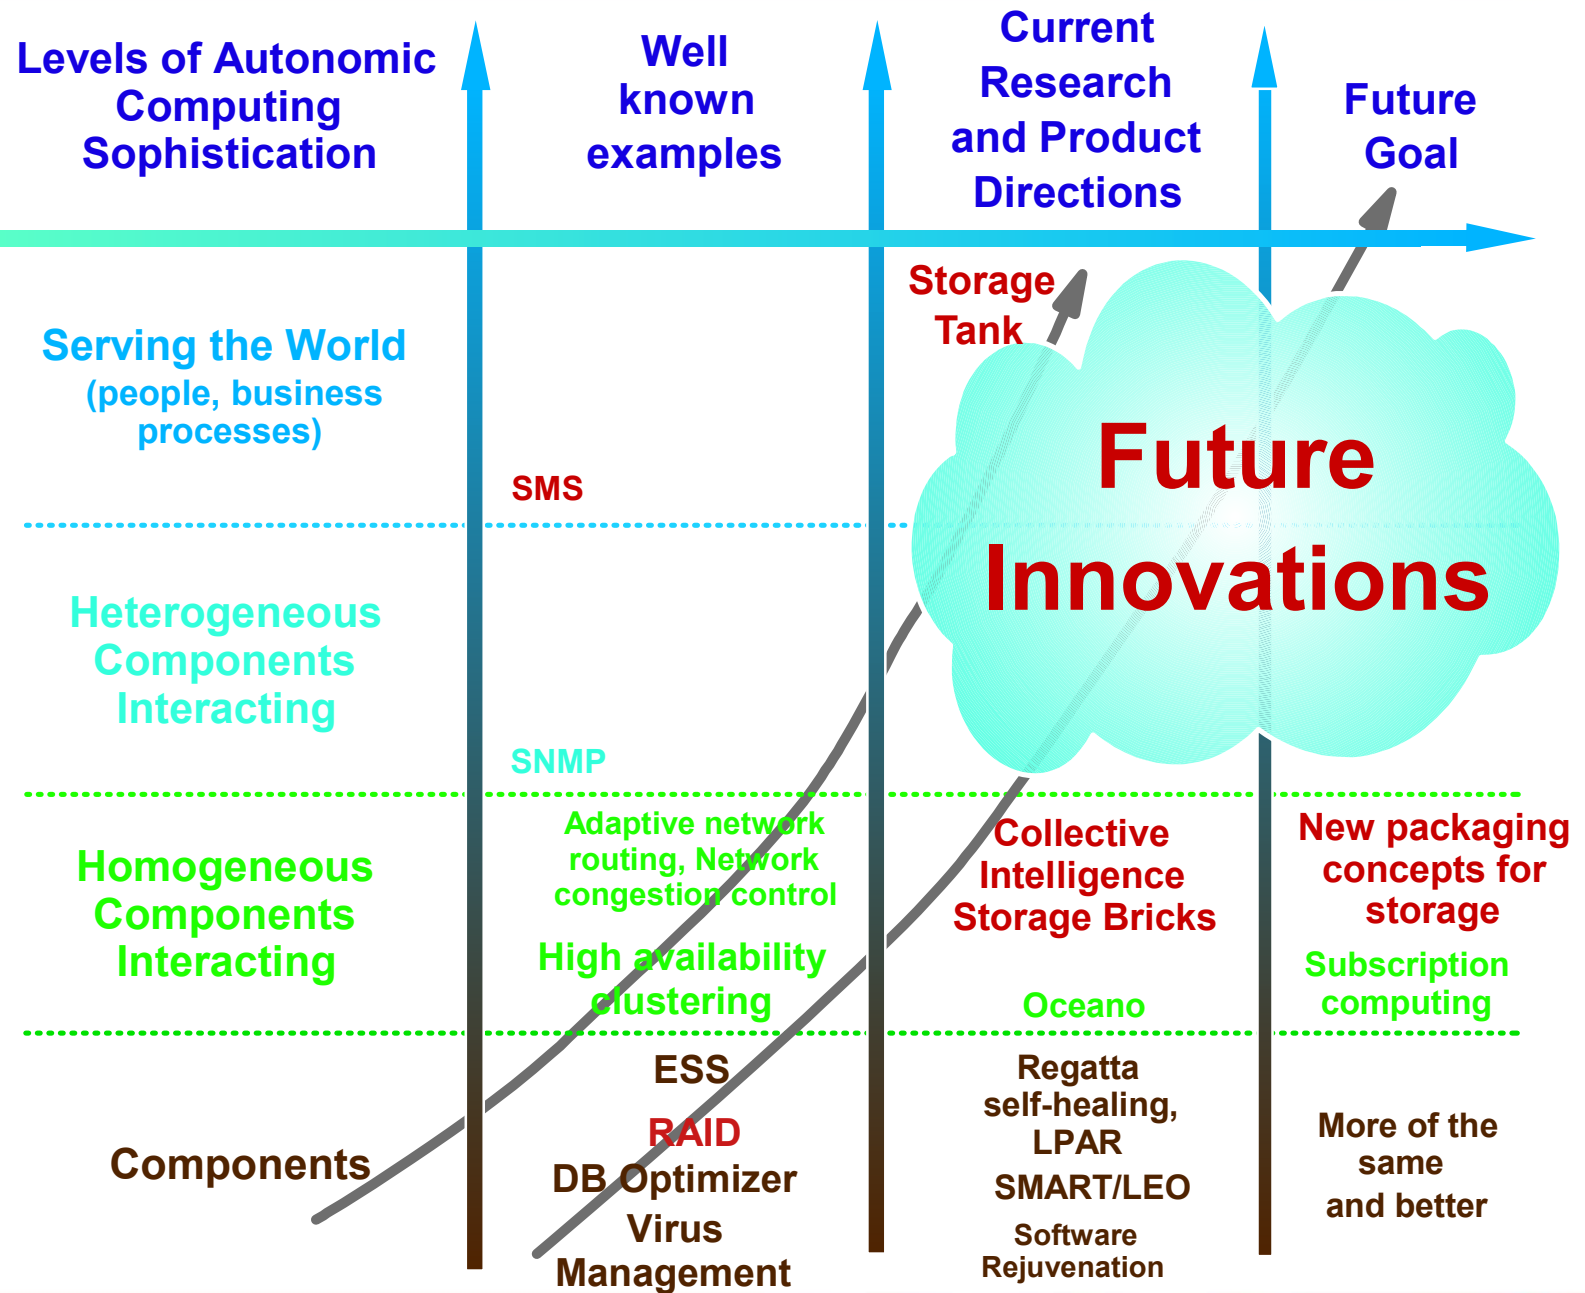 Levels of Autonomic
Computing
Sophistication
Well
known
examples
Current
Research
and Product
Directions
Future
Goal
Serving the World
(people, business
processes)
SMS
Storage
Tank
Future
Innovations
Heterogeneous
Components
Interacting
SNMP
Homogeneous
Components
Interacting
Adaptive network
routing, Network
congestion control
High availability
clustering
Collective
Intelligence
Storage Bricks
Oceano
New packaging
concepts for
storage
Subscription
computing
Components
ESS
RAID
DB Optimizer
Virus
Management
Regatta
self-healing,
LPAR
SMART/LEO
Software
Rejuvenation
More of the
same
and better